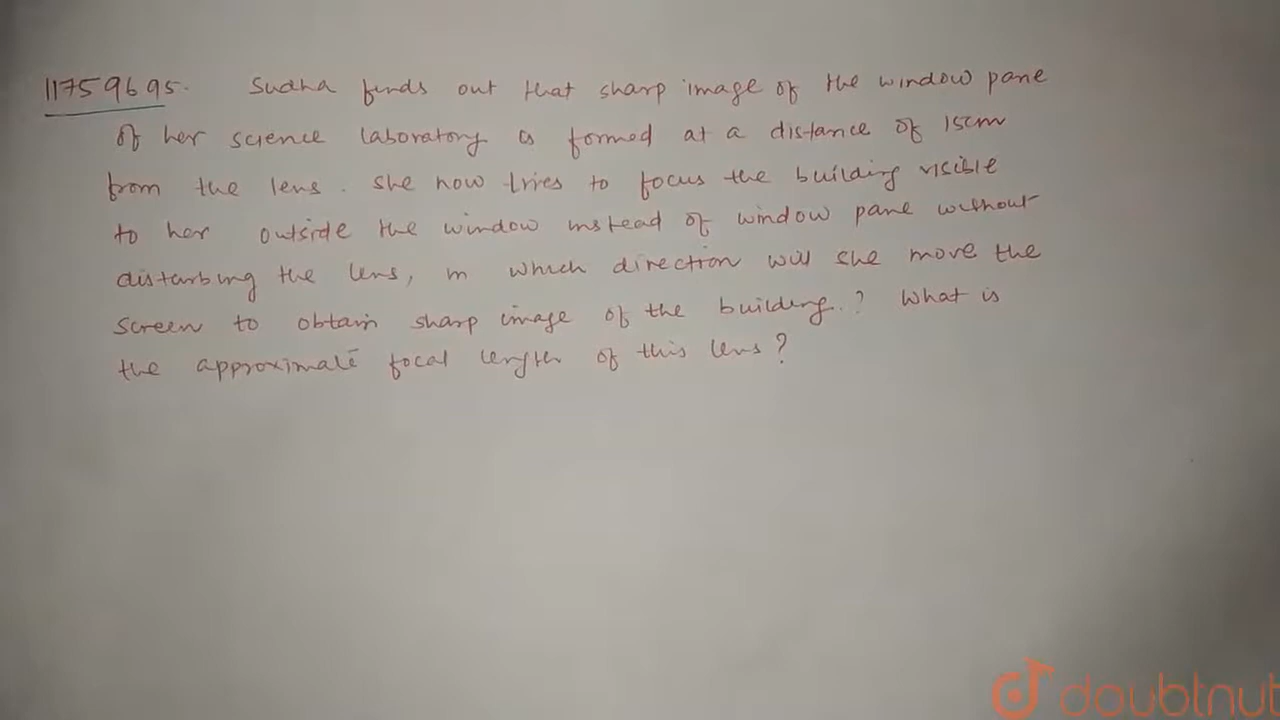 11759695. Sudha finds out that sharp image of the window pane
of her science laboratory is formed at a distance of 15cm
from the lens. She now tries to focus the building visible
to her outside the window instead of window pane without
disturbing the lens, in which direction will she move the
screen to obtain sharp image of the building.? What is
the approximate focal length of this lens?
doubtnut